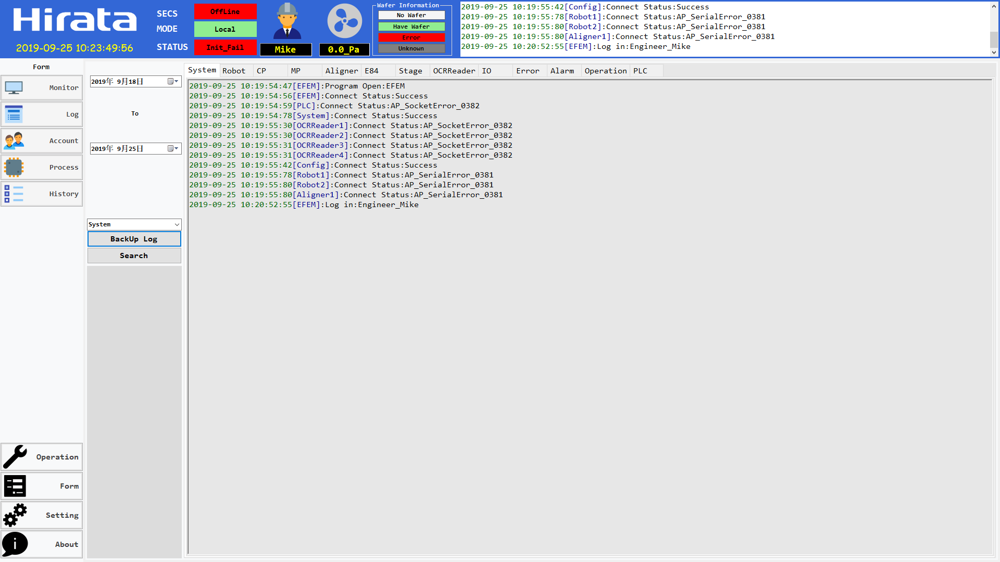 Hirata
2019-09-25 10:23:49:56
SECS
OffLine
MODE
Local
STATUS
Init_Fail
Mike
0.0_Pa
Wafer Information
No Wafer
Have Wafer
Error
Unknown
2019-09-25 10:19:55:42[Config]:Connect Status:Success
2019-09-25 10:19:55:78[Robot1]:Connect Status:AP_SerialError_0381
2019-09-25 10:19:55:80[Robot2]:Connect Status:AP_SerialError_0381
2019-09-25 10:19:55:80[Aligner1]:Connect Status:AP_SerialError_0381
2019-09-25 10:20:52:55[EFEM]:Log in:Engineer_Mike
Form
Monitor
Log
Account
Process
History
Operation
Form
Setting
About
2019年 9月18日
To
2019年 9月25日
System
BackUp Log
Search
System Robot CP MP Aligner E84 Stage OCRReader IO Error Alarm Operation PLC
2019-09-25 10:19:54:47[EFEM]:Program Open:EFEM
2019-09-25 10:19:54:56[EFEM]:Connect Status:Success
2019-09-25 10:19:54:59[PLC]:Connect Status:AP_SocketError_0382
2019-09-25 10:19:54:78[System]:Connect Status:Success
2019-09-25 10:19:55:30[OCRReader1]:Connect Status:AP_SocketError_0382
2019-09-25 10:19:55:30[OCRReader2]:Connect Status:AP_SocketError_0382
2019-09-25 10:19:55:31[OCRReader3]:Connect Status:AP_SocketError_0382
2019-09-25 10:19:55:31[OCRReader4]:Connect Status:AP_SocketError_0382
2019-09-25 10:19:55:42[Config]:Connect Status:Success
2019-09-25 10:19:55:78[Robot1]:Connect Status:AP_SerialError_0381
2019-09-25 10:19:55:80[Robot2]:Connect Status:AP_SerialError_0381
2019-09-25 10:19:55:80[Aligner1]:Connect Status:AP_SerialError_0381
2019-09-25 10:20:52:55[EFEM]:Log in:Engineer_Mike